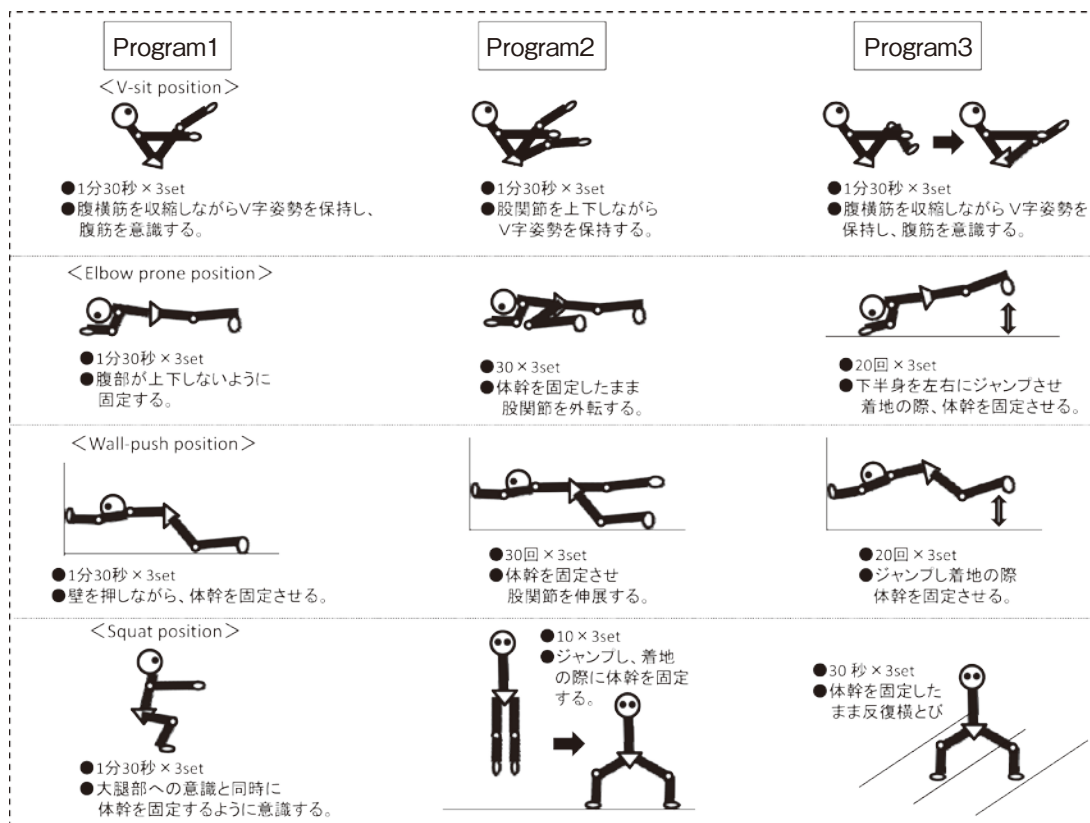 Program1
Program2
Program3
＜V-sit position＞
●1分30秒×3set
●腹横筋を収縮しながらV字姿勢を保持し、
腹筋を意識する。
●1分30秒×3set
●股関節を上下しながら
V字姿勢を保持する。
●1分30秒×3set
●腹横筋を収縮しながらV字姿勢を
保持し、腹筋を意識する。
＜Elbow prone position＞
●1分30秒×3set
●腹部が上下しないように
固定する。
●30×3set
●体幹を固定したまま
股関節を外転する。
●20回×3set
●下半身を左右にジャンプさせ
着地の際、体幹を固定させる。
＜Wall-push position＞
●1分30秒×3set
●壁を押しながら、体幹を固定させる。
●30回×3set
●体幹を固定させ
股関節を伸展する。
●20回×3set
●ジャンプし着地の際
体幹を固定させる。
＜Squat position＞
●1分30秒×3set
●大腿部への意識と同時に
体幹を固定するように意識する。
●10×3set
●ジャンプし、着地
の際に体幹を固定
する。
●30秒×3set
●体幹を固定した
まま反復横とび